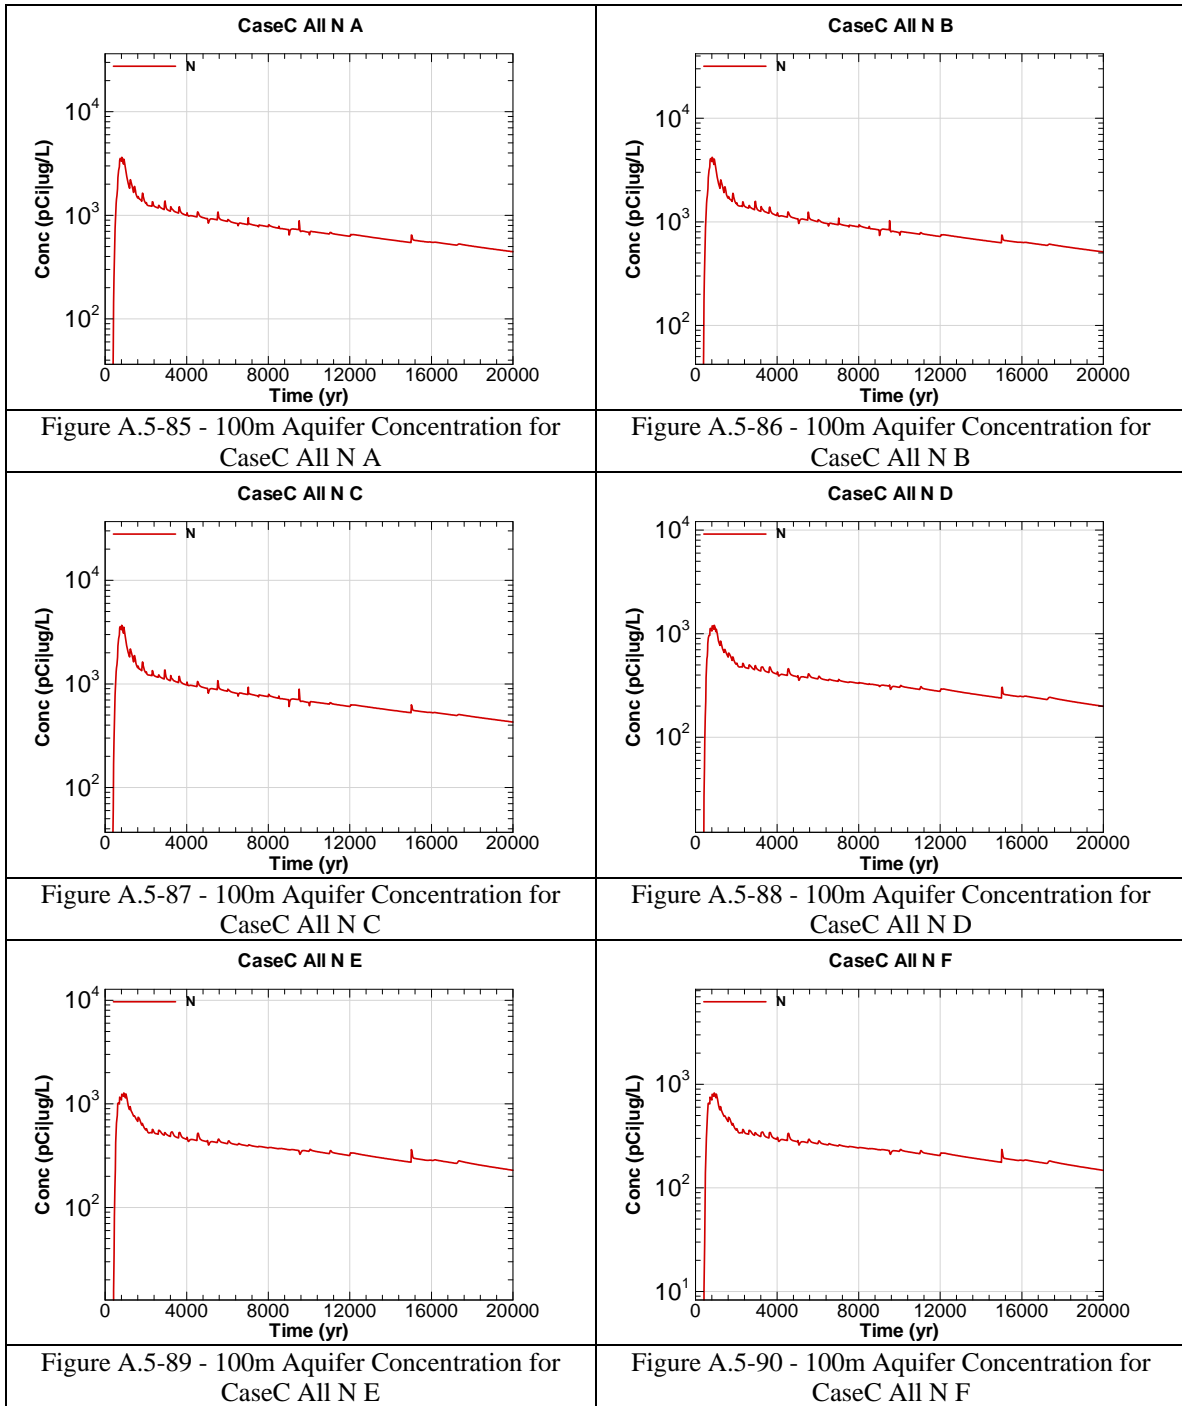 CaseC All N A
N
Conc (pCi|ug/L)
10^4
10^3
10^2
0 4000 8000 12000 16000 20000
Time (yr)
Figure A.5-85 - 100m Aquifer Concentration for
CaseC All N A
CaseC All N B
N
Conc (pCi|ug/L)
10^4
10^3
10^2
0 4000 8000 12000 16000 20000
Time (yr)
Figure A.5-86 - 100m Aquifer Concentration for
CaseC All N B
CaseC All N C
N
Conc (pCi|ug/L)
10^4
10^3
10^2
0 4000 8000 12000 16000 20000
Time (yr)
Figure A.5-87 - 100m Aquifer Concentration for
CaseC All N C
CaseC All N D
N
Conc (pCi|ug/L)
10^4
10^3
10^2
0 4000 8000 12000 16000 20000
Time (yr)
Figure A.5-88 - 100m Aquifer Concentration for
CaseC All N D
CaseC All N E
N
Conc (pCi|ug/L)
10^4
10^3
10^2
0 4000 8000 12000 16000 20000
Time (yr)
Figure A.5-89 - 100m Aquifer Concentration for
CaseC All N E
CaseC All N F
N
Conc (pCi|ug/L)
10^3
10^2
10^1
0 4000 8000 12000 16000 20000
Time (yr)
Figure A.5-90 - 100m Aquifer Concentration for
CaseC All N F